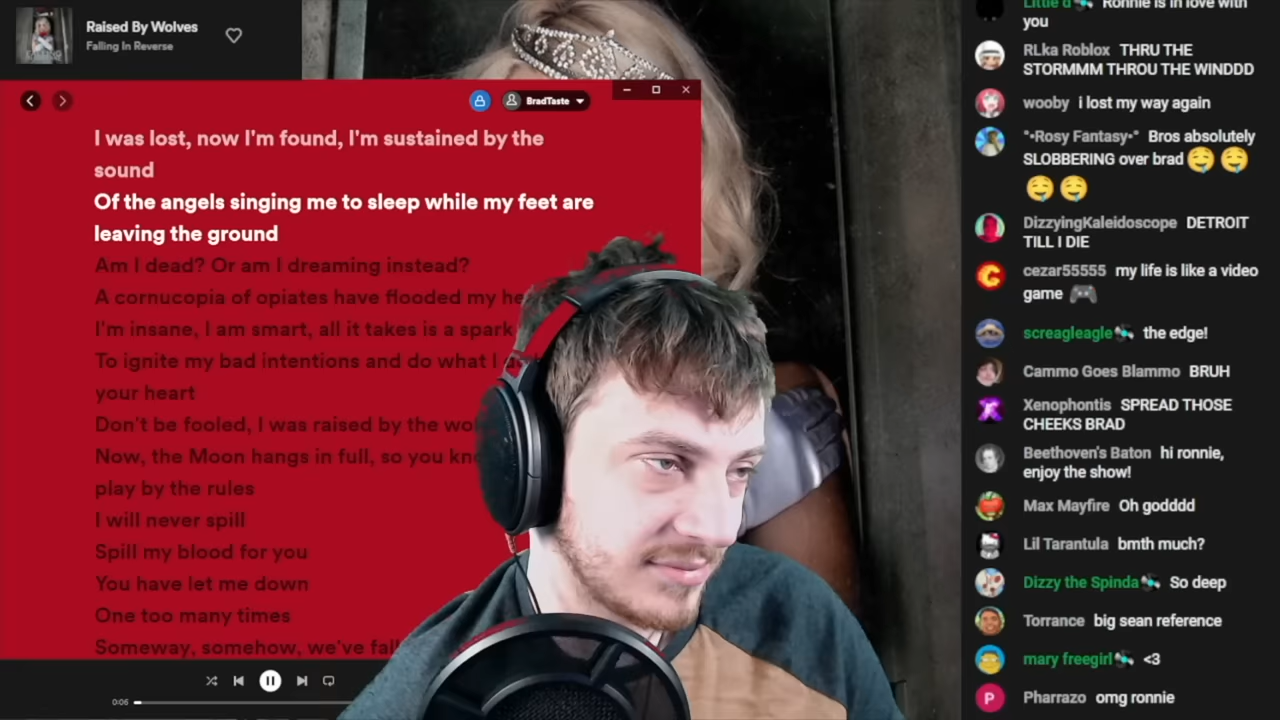 Raised By Wolves
Falling In Reverse
BradTaste
I was lost, now I'm found, I'm sustained by the
sound
Of the angels singing me to sleep while my feet are
leaving the ground
Am I dead? Or am I dreaming instead?
A cornucopia of opiates have flooded my
I'm insane, I am smart, all it takes is a spark
To ignite my bad intentions and do what I
your heart
Don't be fooled, I was raised by the
Now, the Moon hangs in full, so you
play by the rules
I will never spill
Spill my blood for you
You have let me down
One too many times
Someway, somehow, we've
0:06
Little d Ronnie is in love with
you
RLka Roblox THRU THE
STORMMM THROU THE WINDDD
wooby i lost my way again
"•Rosy Fantasy•" Bros absolutely
SLOBBERING over brad
DizzyingKaleidoscope DETROIT
TILL I DIE
cezar55555 my life is like a video
game
screagleagle the edge!
Cammo Goes Blammo BRUH
Xenophontis SPREAD THOSE
CHEEKS BRAD
Beethoven's Baton hi ronnie,
enjoy the show!
Max Mayfire Oh godddd
Lil Tarantula bmth much?
Dizzy the Spinda So deep
Torrance big sean reference
mary freegirl <3
P Pharrazo omg ronnie